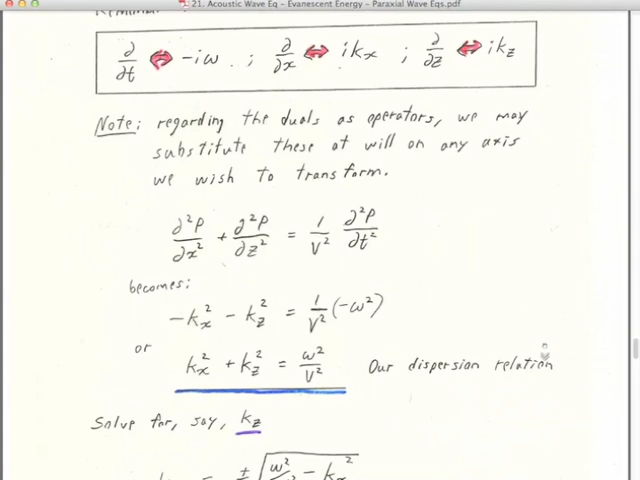 21. Acoustic Wave Eq - Evanescent Energy - Paraxial Wave Eqs.pdf
∂/∂t ⇔ -iω ; ∂/∂x ⇔ ikx ; ∂/∂z ⇔ ikz
Note: regarding the duals as operators, we may
substitute these at will on any axis
we wish to transform.
∂²P/∂x² + ∂²P/∂z² = 1/V² ∂²P/∂t²
becomes:
-kx² - kz² = 1/V² (-ω²)
or
kx² + kz² = ω²/V² Our dispersion relation
Solve for, say, kz